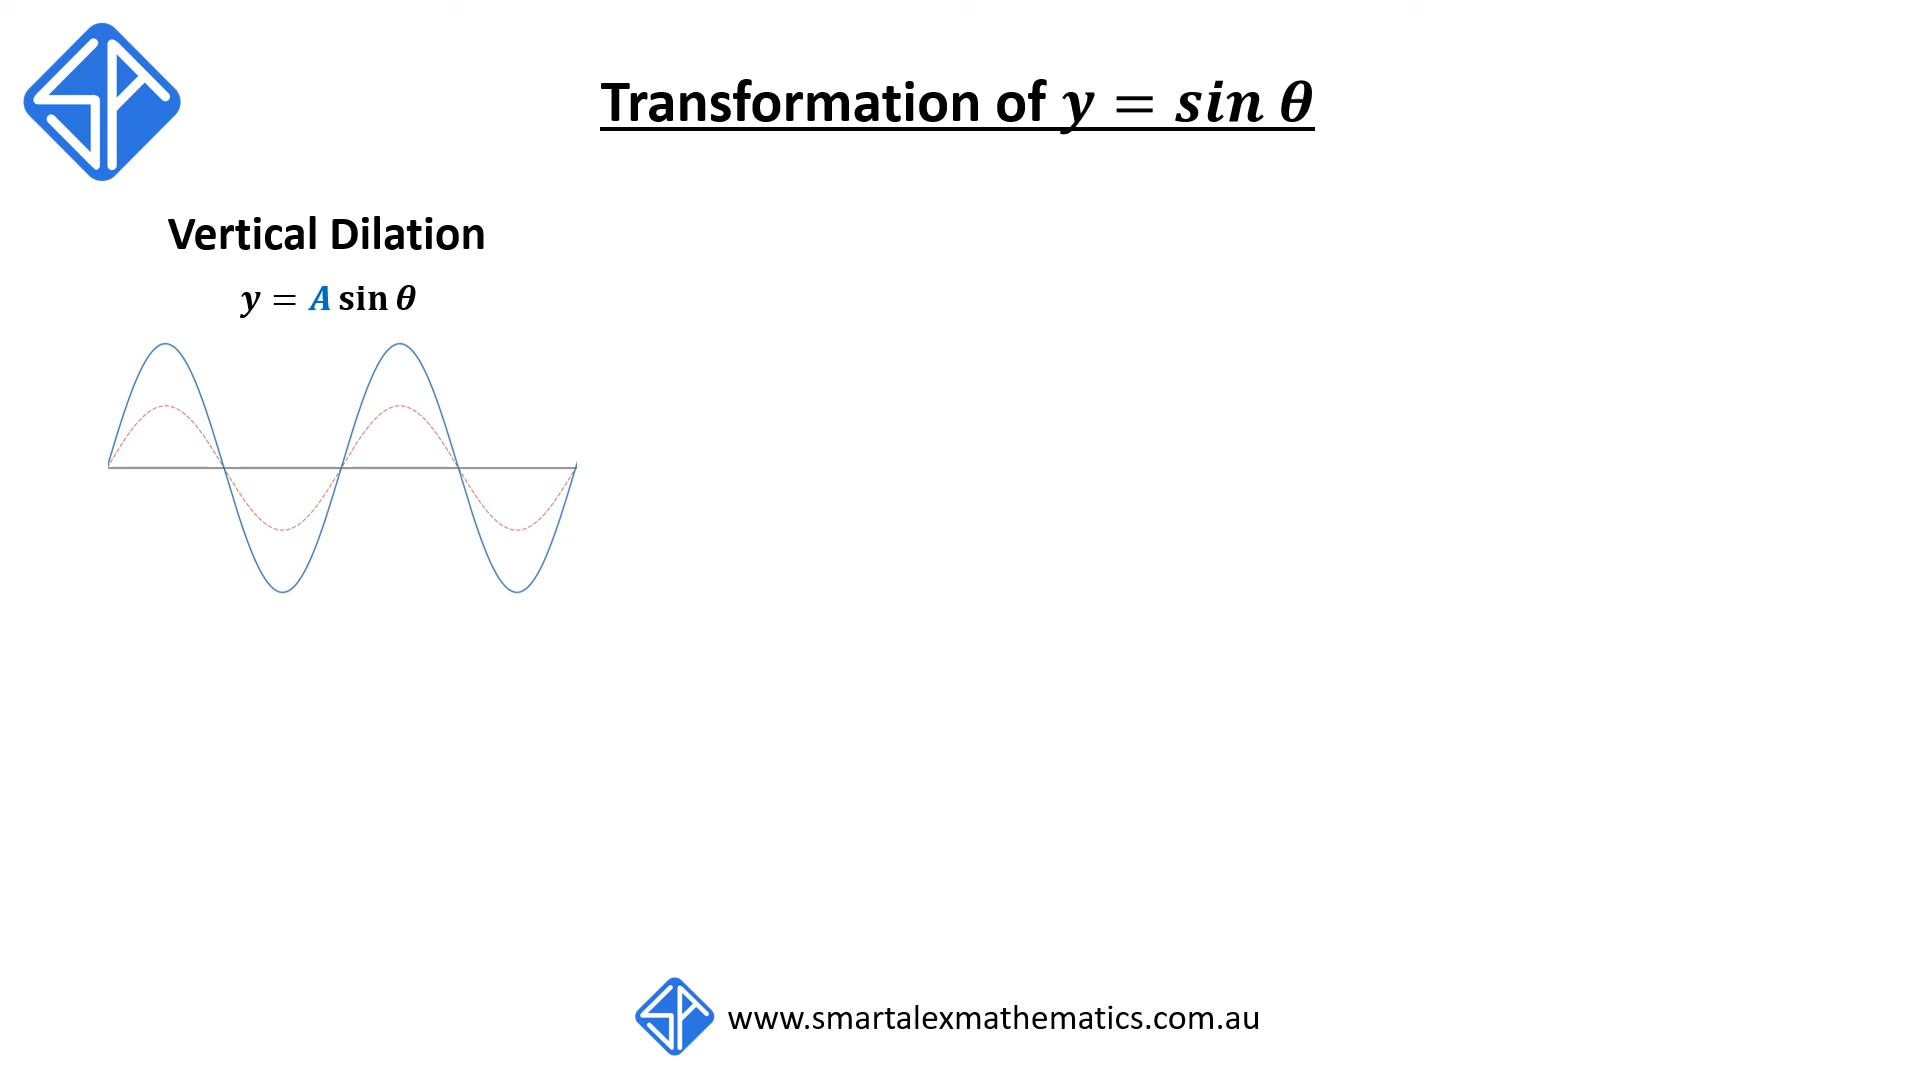 Transformation of y = sin θ
Vertical Dilation
y = A sin θ
www.smartalexmathematics.com.au